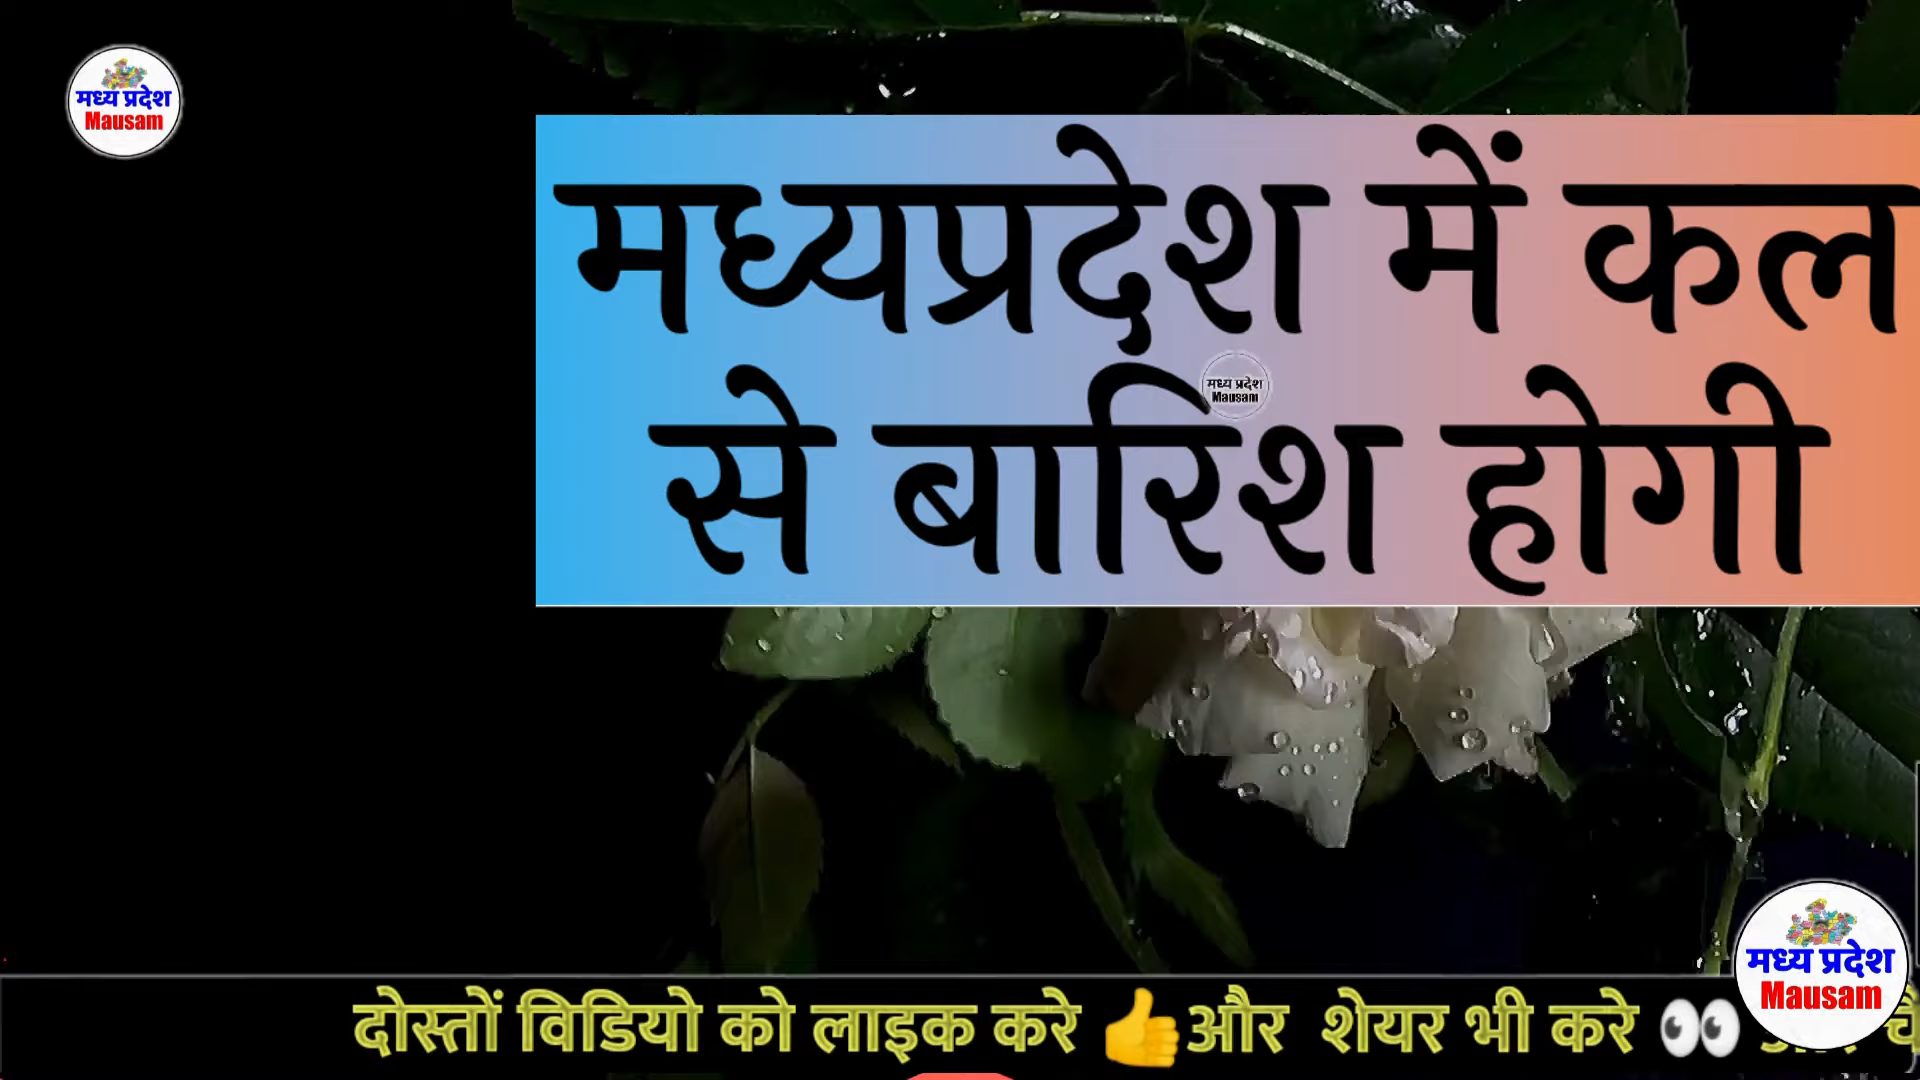 मध्य प्रदेश
Mausam
मध्यप्रदेश में कल
से बारिश होगी
मध्य प्रदेश
Mausam
मध्य प्रदेश
Mausam
दोस्तों विडियो को लाइक करे 👍और शेयर भी करे 👀